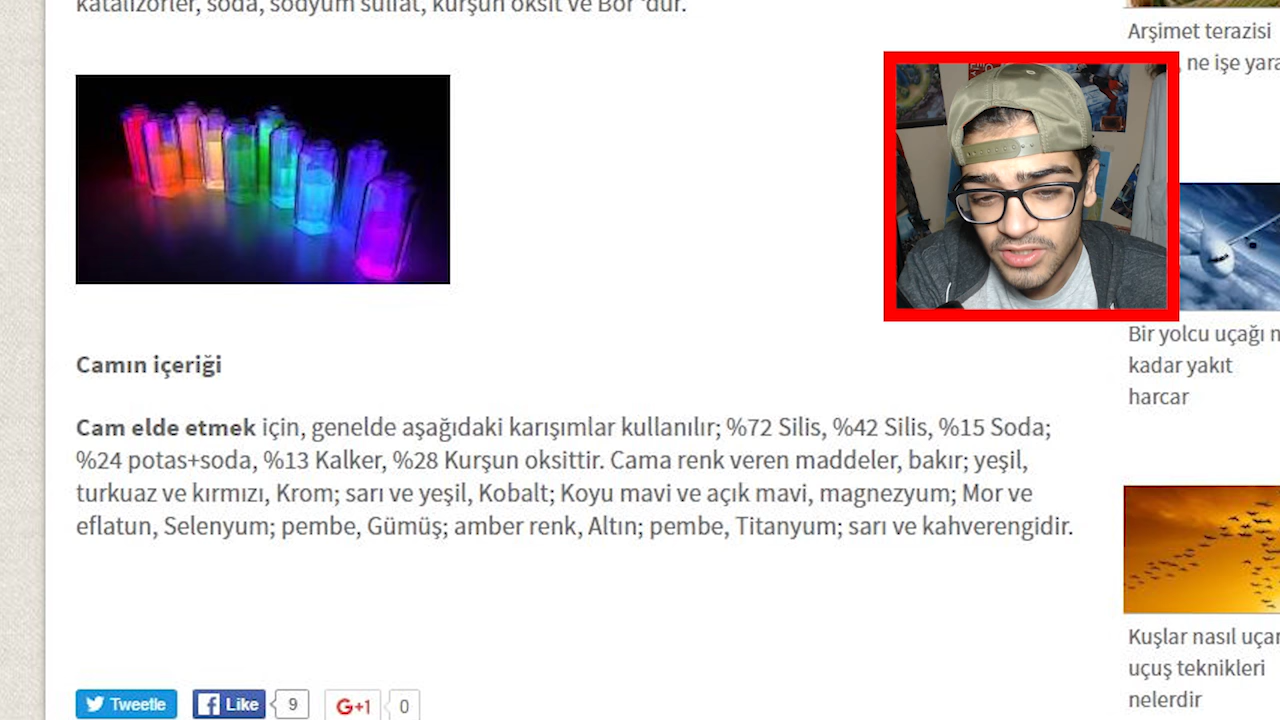 katalizörler, soda, sodyum sülfat, kurşun oksit ve Bor 'dur.
Camın içeriği
Cam elde etmek için, genelde aşağıdaki karışımlar kullanılır; %72 Silis, %42 Silis, %15 Soda;
%24 potas+soda, %13 Kalker, %28 Kurşun oksittir. Cama renk veren maddeler, bakır; yeşil,
turkuaz ve kırmızı, Krom; sarı ve yeşil, Kobalt; Koyu mavi ve açık mavi, magnezyum; Mor ve
eflatun, Selenyum; pembe, Gümüş; amber renk, Altın; pembe, Titanyum; sarı ve kahverengidir.
Tweetle
Like
9
G+1
0
Arşimet terazisi
, ne işe yara
Bir yolcu uçağı n
kadar yakıt
harcar
Kuşlar nasıl uçar
uçuş teknikleri
nelerdir